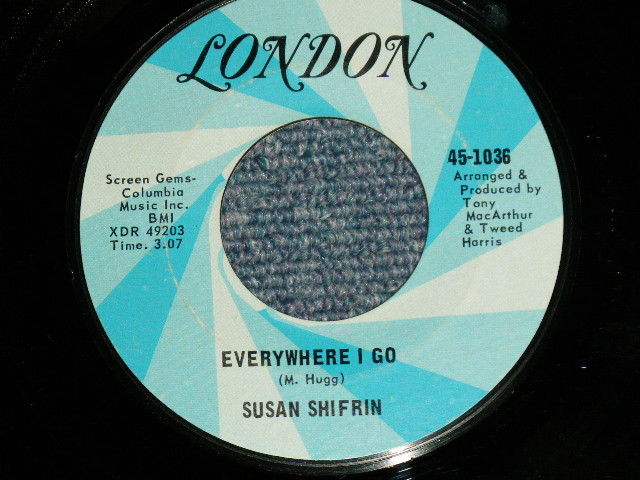 LONDON
Screen Gems-
Columbia
Music Inc.
BMI
XDR 49203
Time. 3.07
45-1036
Arranged &
Produced by
Tony
MacArthur
& Tweed
Harris
EVERYWHERE I GO
(M. Hugg)
SUSAN SHIFRIN